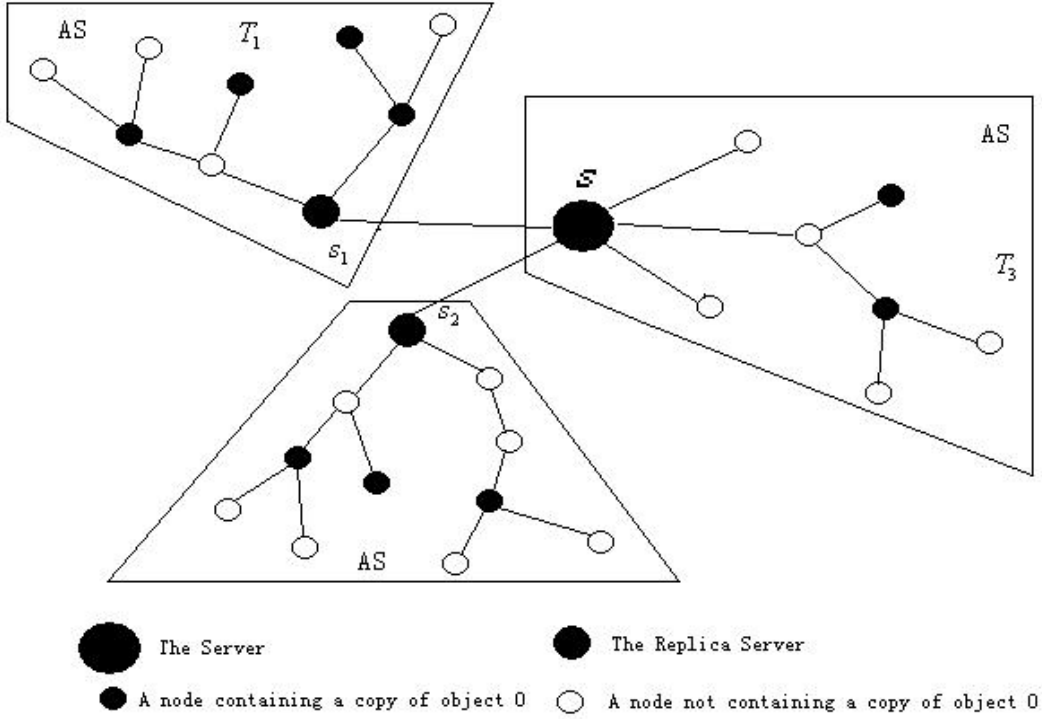 AS
T1
AS
S
T3
s1
s2
AS
The Server
The Replica Server
A node containing a copy of object O
A node not containing a copy of object O